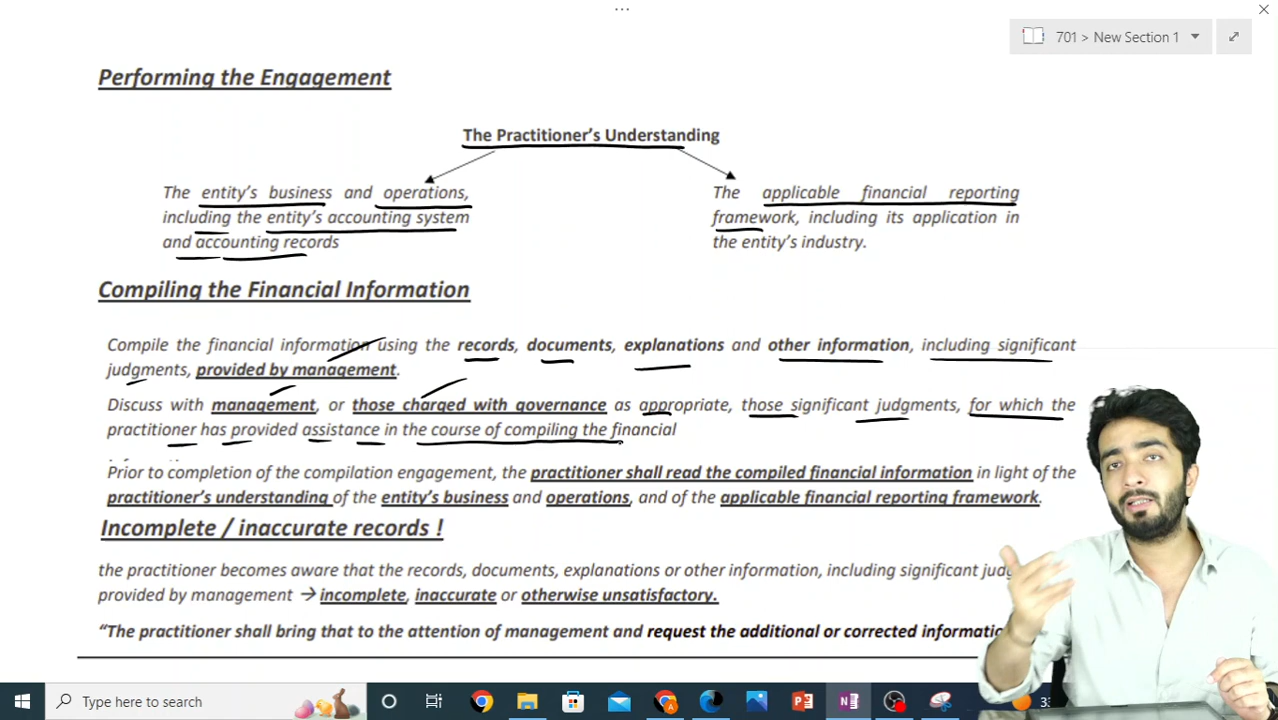 ...
701 > New Section 1
Performing the Engagement
The Practitioner's Understanding
The entity's business and operations,
including the entity's accounting system
and accounting records
The applicable financial reporting
framework, including its application in
the entity's industry.
Compiling the Financial Information
Compile the financial information using the records, documents, explanations and other information, including significant
judgments, provided by management.
Discuss with management, or those charged with governance as appropriate, those significant judgments, for which the
practitioner has provided assistance in the course of compiling the financial
Prior to completion of the compilation engagement, the practitioner shall read the compiled financial information in light of the
practitioner's understanding of the entity's business and operations, and of the applicable financial reporting framework.
Incomplete / inaccurate records !
the practitioner becomes aware that the records, documents, explanations or other information, including significant
provided by management → incomplete, inaccurate or otherwise unsatisfactory.
"The practitioner shall bring that to the attention of management and request the additional or corrected
Type here to search